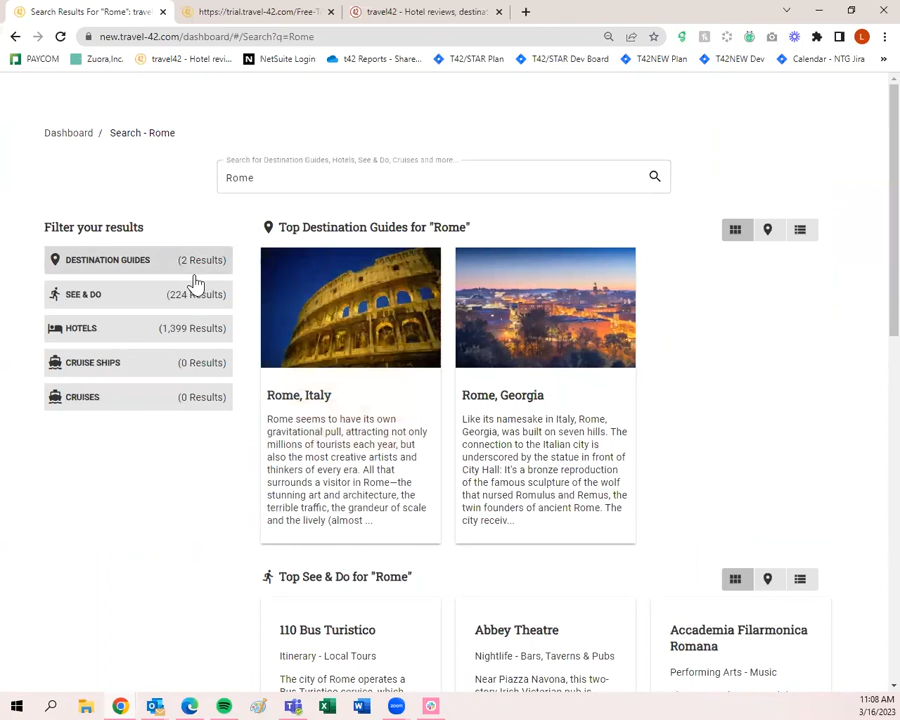 Search Results For "Rome": trave
https://trial.travel-42.com/Free-T
travel42 - Hotel reviews, destina
new.travel-42.com/dashboard/#/Search?q=Rome
PAYCOM
Zuora,Inc.
travel42 - Hotel revi...
NetSuite Login
t42 Reports - Share...
T42/STAR Plan
T42/STAR Dev Board
T42NEW Plan
T42NEW Dev
Calendar - NTG Jira
Dashboard / Search - Rome
Search for Destination Guides, Hotels, See & Do, Cruises and more...
Rome
Filter your results
DESTINATION GUIDES (2 Results)
SEE & DO (224 Results)
HOTELS (1,399 Results)
CRUISE SHIPS (0 Results)
CRUISES (0 Results)
Top Destination Guides for "Rome"
Rome, Italy
Rome seems to have its own
gravitational pull, attracting not only
millions of tourists each year, but
also the most creative artists and
thinkers of every era. All that
surrounds a visitor in Rome—the
stunning art and architecture, the
terrible traffic, the grandeur of scale
and the lively (almost ...
Rome, Georgia
Like its namesake in Italy, Rome,
Georgia, was built on seven hills. The
connection to the Italian city is
underscored by the statue in front of
City Hall: It's a bronze reproduction
of the famous sculpture of the wolf
that nursed Romulus and Remus, the
twin founders of ancient Rome. The
city receiv...
Top See & Do for "Rome"
110 Bus Turistico
Itinerary - Local Tours
The city of Rome operates a
Bus Turistico service, which
Abbey Theatre
Nightlife - Bars, Taverns & Pubs
Near Piazza Navona, this two-
story Irish Victorian pub is
Accademia Filarmonica
Romana
Performing Arts - Music
11:08 AM
3/16/2023